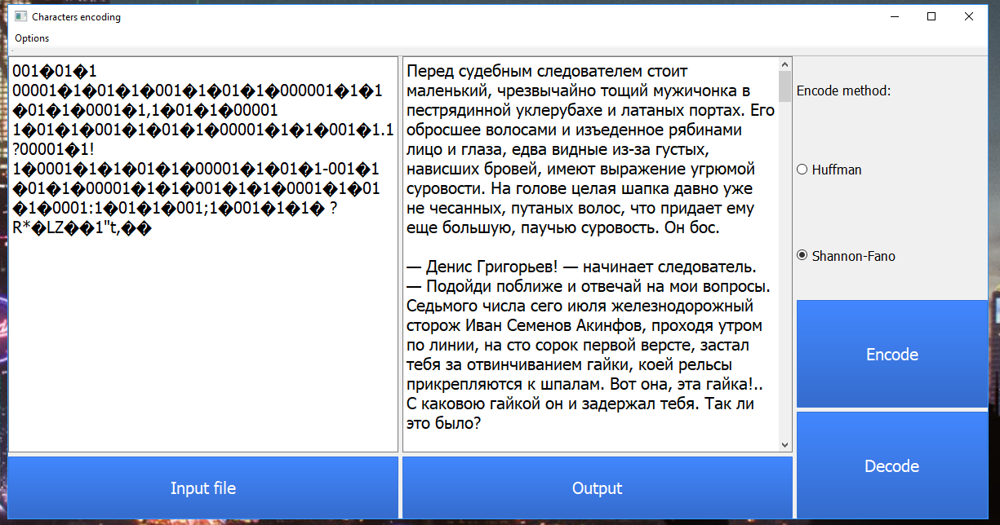 Characters encoding
Options
001�01�1
00001�1�01�1�001�1�01�1�000001�1�1
�01�1�0001�1,1�01�1�00001
1�01�1�001�1�01�1�00001�1�1�001�1.1
?00001�1!
1�0001�1�1�01�1�00001�1�01�1-001�1
�01�1�00001�1�1�001�1�1�0001�1�01
�1�0001:1�01�1�001;1�001�1�1� ?
R*�LZ��1"t,��
Перед судебным следователем стоит
маленький, чрезвычайно тощий мужичонка в
пестрядинной уклерубахе и латаных портах. Его
обросшее волосами и изъеденное рябинами
лицо и глаза, едва видные из-за густых,
нависших бровей, имеют выражение угрюмой
суровости. На голове целая шапка давно уже
не чесанных, путаных волос, что придает ему
еще большую, паучью суровость. Он бос.
— Денис Григорьев! — начинает следователь.
— Подойди поближе и отвечай на мои вопросы.
Седьмого числа сего июля железнодорожный
сторож Иван Семенов Акинфов, проходя утром
по линии, на сто сорок первой версте, застал
тебя за отвинчиванием гайки, коей рельсы
прикрепляются к шпалам. Вот она, эта гайка!..
С каковою гайкой он и задержал тебя. Так ли
это было?
Encode method:
Huffman
Shannon-Fano
Encode
Decode
Input file
Output